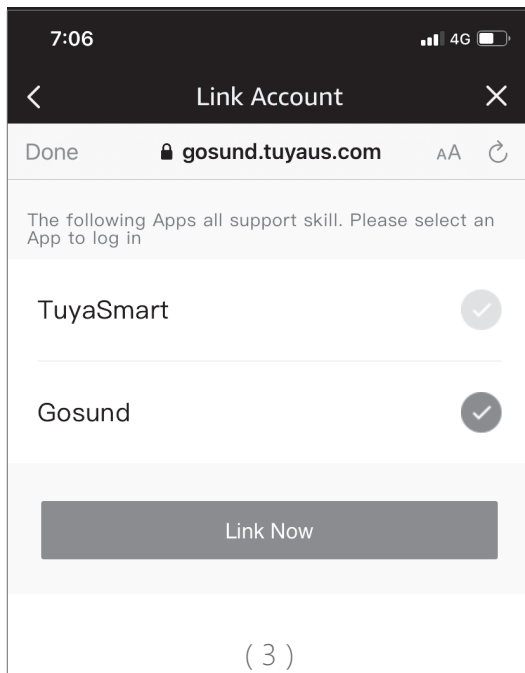 7:06 4G
Link Account
Done gosund.tuyaus.com AA
The following Apps all support skill. Please select an
App to log in
TuyaSmart
Gosund
Link Now
( 3 )